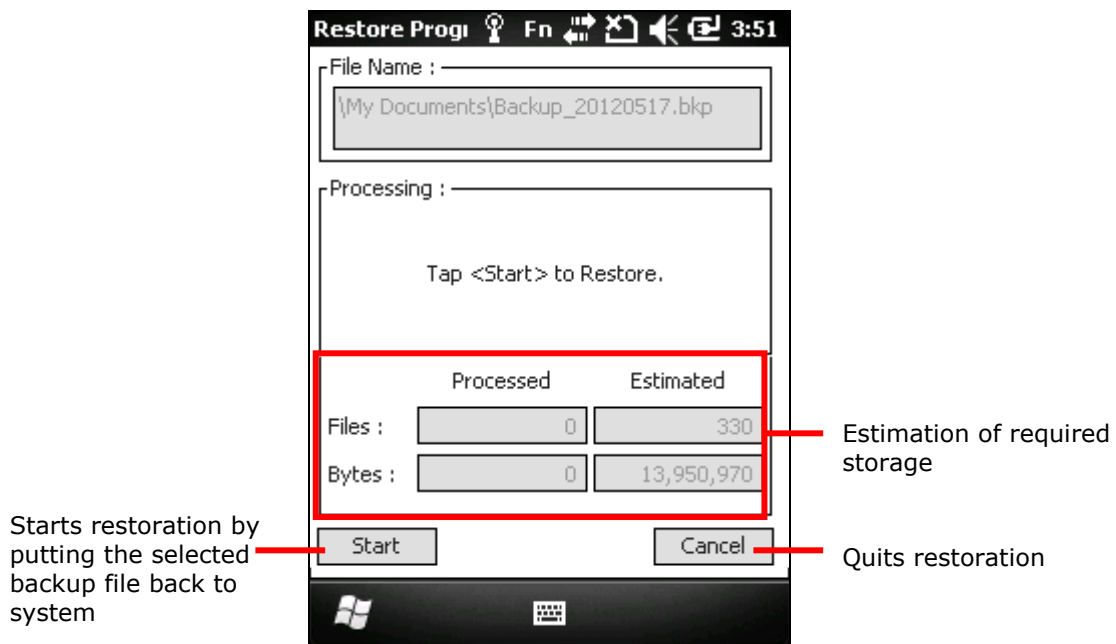 Restore Progr Fn 3:51
File Name :
\My Documents\Backup_20120517.bkp
Processing :
Tap <Start> to Restore.
Processed Estimated
Files : 0 330
Bytes : 0 13,950,970
Estimation of required
storage
Start Cancel
Starts restoration by
putting the selected
backup file back to
system
Quits restoration